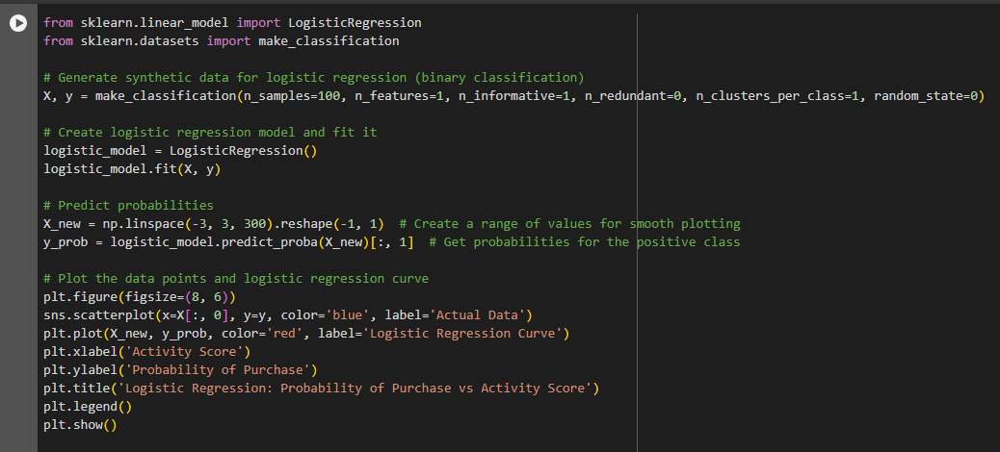 from sklearn.linear_model import LogisticRegression
from sklearn.datasets import make_classification
# Generate synthetic data for logistic regression (binary classification)
X, y = make_classification(n_samples=100, n_features=1, n_informative=1, n_redundant=0, n_clusters_per_class=1, random_state=0)
# Create logistic regression model and fit it
logistic_model = LogisticRegression()
logistic_model.fit(X, y)
# Predict probabilities
X_new = np.linspace(-3, 3, 300).reshape(-1, 1)  # Create a range of values for smooth plotting
y_prob = logistic_model.predict_proba(X_new)[:, 1]  # Get probabilities for the positive class
# Plot the data points and logistic regression curve
plt.figure(figsize=(8, 6))
sns.scatterplot(x=X[:, 0], y=y, color='blue', label='Actual Data')
plt.plot(X_new, y_prob, color='red', label='Logistic Regression Curve')
plt.xlabel('Activity Score')
plt.ylabel('Probability of Purchase')
plt.title('Logistic Regression: Probability of Purchase vs Activity Score')
plt.legend()
plt.show()